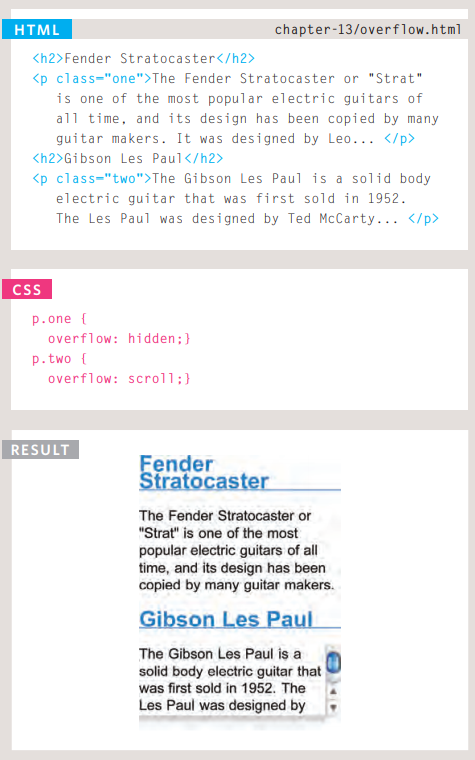 HTML
chapter-13/overflow.html
<h2>Fender Stratocaster</h2>
<p class="one">The Fender Stratocaster or "Strat"
is one of the most popular electric guitars of
all time, and its design has been copied by many
guitar makers. It was designed by Leo... </p>
<h2>Gibson Les Paul</h2>
<p class="two">The Gibson Les Paul is a solid body
electric guitar that was first sold in 1952.
The Les Paul was designed by Ted McCarty... </p>
CSS
p.one {
overflow: hidden;}
p.two {
overflow: scroll;}
RESULT
Fender
Stratocaster
The Fender Stratocaster or
"Strat" is one of the most
popular electric guitars of all
time, and its design has been
copied by many guitar makers.
Gibson Les Paul
The Gibson Les Paul is a
solid body electric guitar that
was first sold in 1952. The
Les Paul was designed by